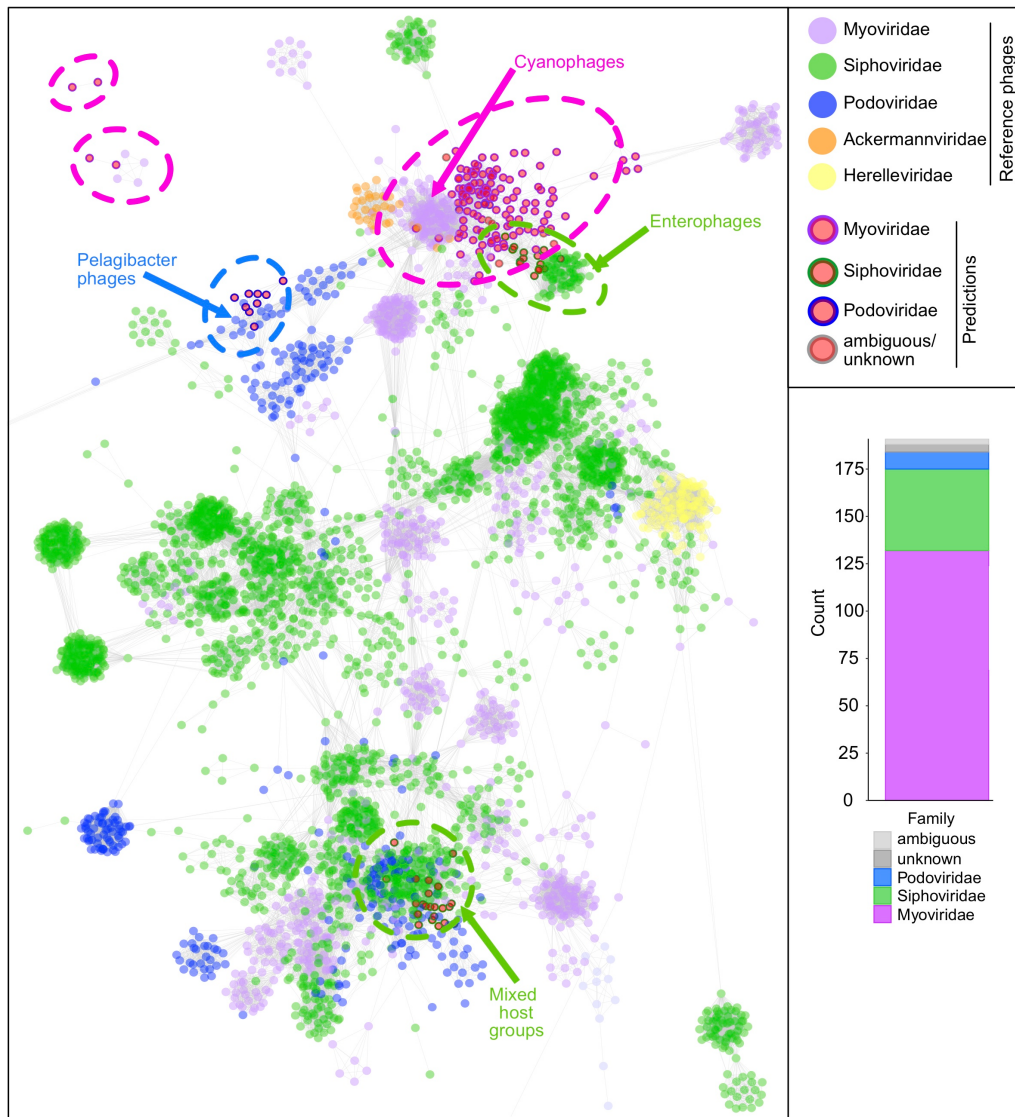 Cyanophages
Enterophages
Pelagibacter
phages
Mixed
host
groups
Myoviridae
Siphoviridae
Podoviridae
Ackermannviridae
Herelleviridae
Reference phages
Myoviridae
Siphoviridae
Podoviridae
ambiguous/
unknown
Predictions
175
150
125
100
75
50
25
0
Count
Family
ambiguous
unknown
Podoviridae
Siphoviridae
Myoviridae